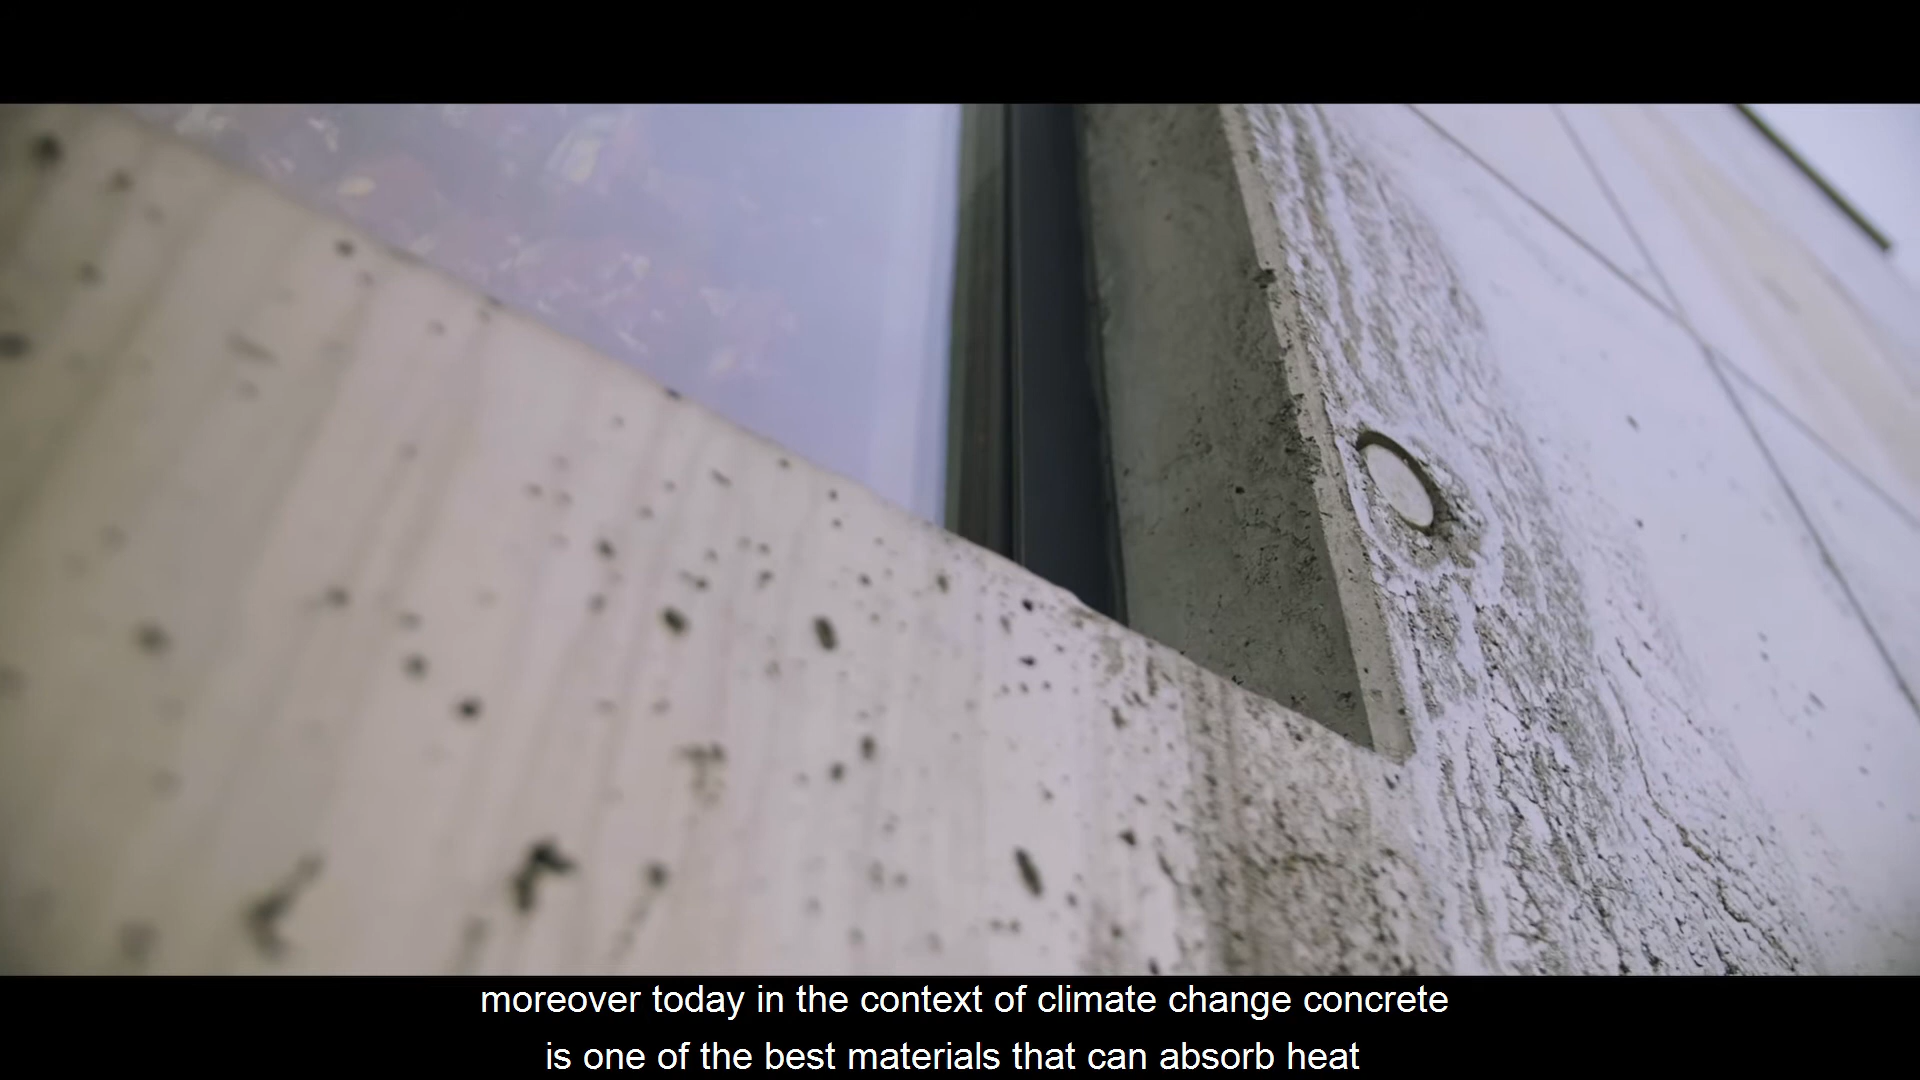 moreover today in the context of climate change concrete
is one of the best materials that can absorb heat